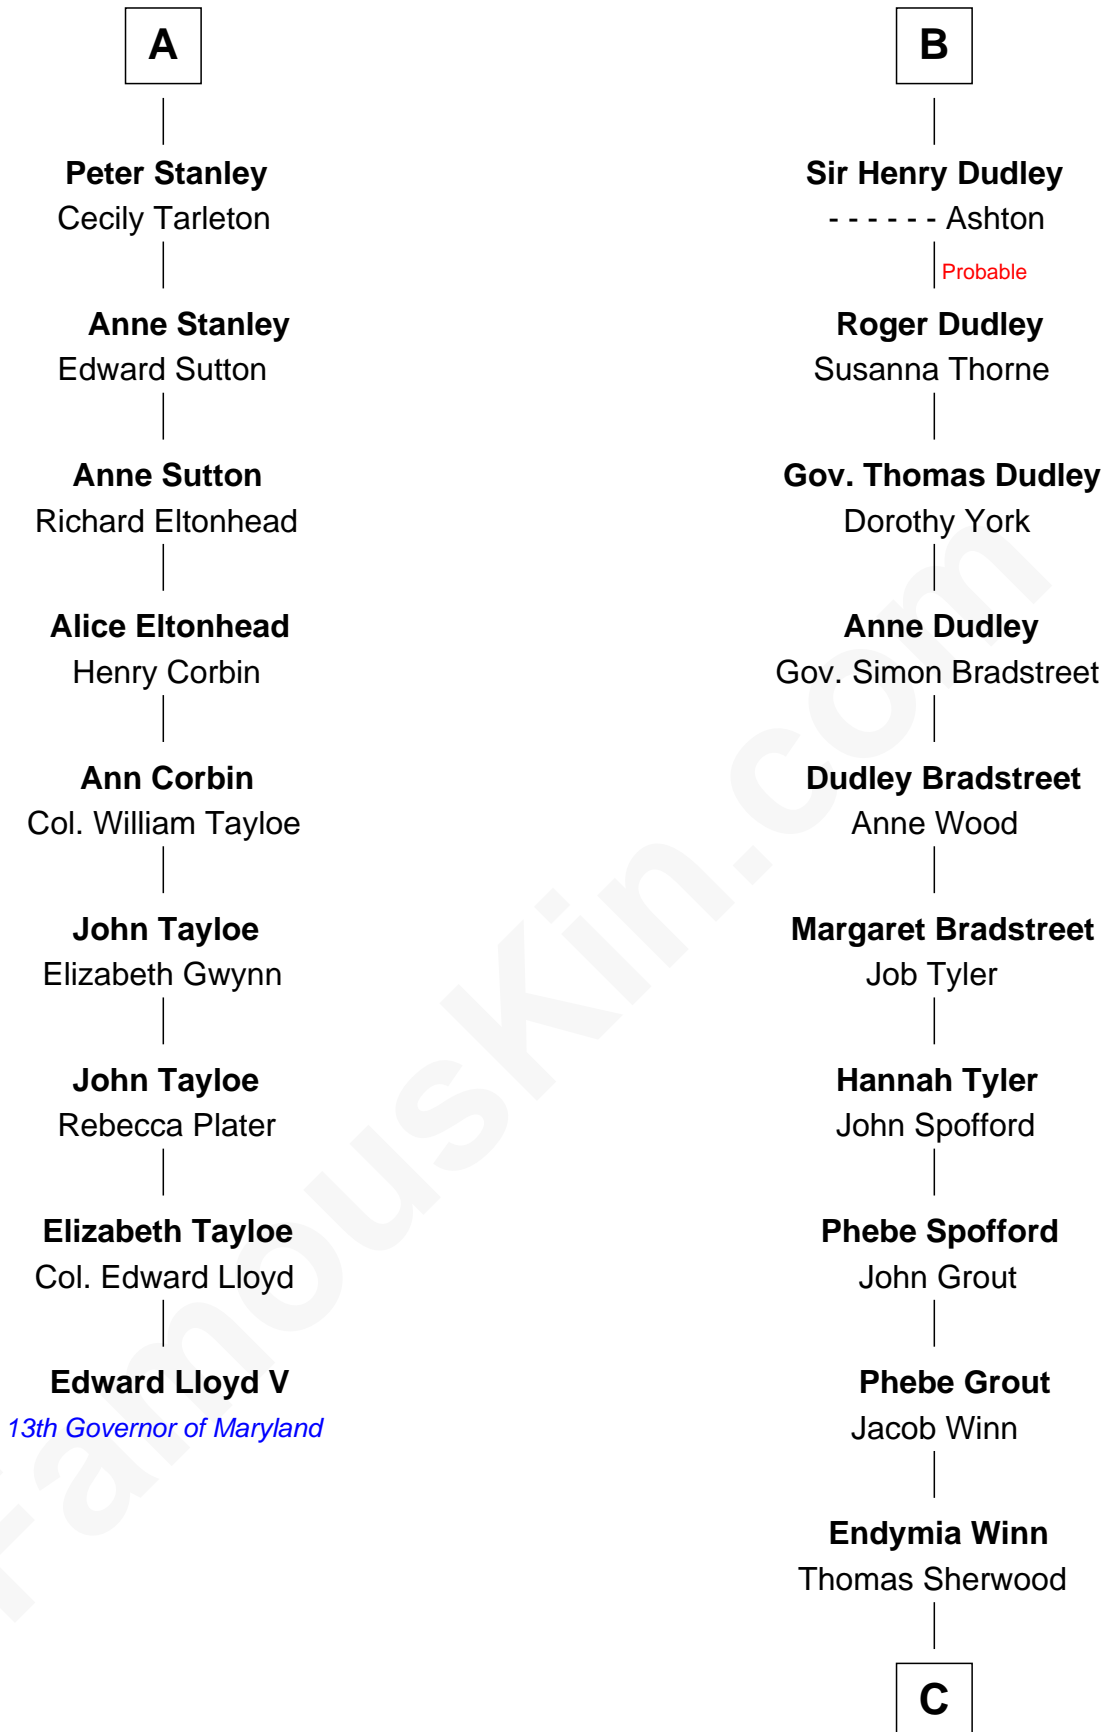 A
Peter Stanley
Cecily Tarleton
Anne Stanley
Edward Sutton
Anne Sutton
Richard Eltonhead
Alice Eltonhead
Henry Corbin
Ann Corbin
Col. William Tayloe
John Tayloe
Elizabeth Gwynn
John Tayloe
Rebecca Plater
Elizabeth Tayloe
Col. Edward Lloyd
Edward Lloyd V
13th Governor of Maryland
B
Sir Henry Dudley
- - - - - - Ashton
Probable
Roger Dudley
Susanna Thorne
Gov. Thomas Dudley
Dorothy York
Anne Dudley
Gov. Simon Bradstreet
Dudley Bradstreet
Anne Wood
Margaret Bradstreet
Job Tyler
Hannah Tyler
John Spofford
Phebe Spofford
John Grout
Phebe Grout
Jacob Winn
Endymia Winn
Thomas Sherwood
C
FamousKin.com